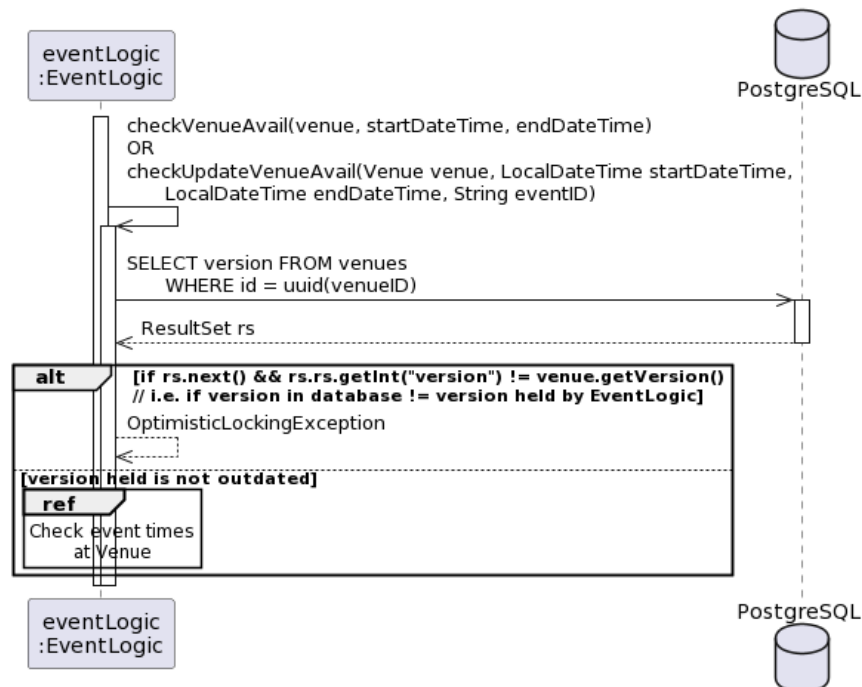 eventLogic
:EventLogic
PostgreSQL
checkVenueAvail(venue, startDateTime, endDateTime)
OR
checkUpdateVenueAvail(Venue venue, LocalDateTime startDateTime,
LocalDateTime endDateTime, String eventID)
SELECT version FROM venues
WHERE id = uuid(venueID)
ResultSet rs
alt
[if rs.next() && rs.rs.getInt("version") != venue.getVersion()
// i.e. if version in database != version held by EventLogic]
OptimisticLockingException
[version held is not outdated]
ref
Check event times
at Venue
eventLogic
:EventLogic
PostgreSQL